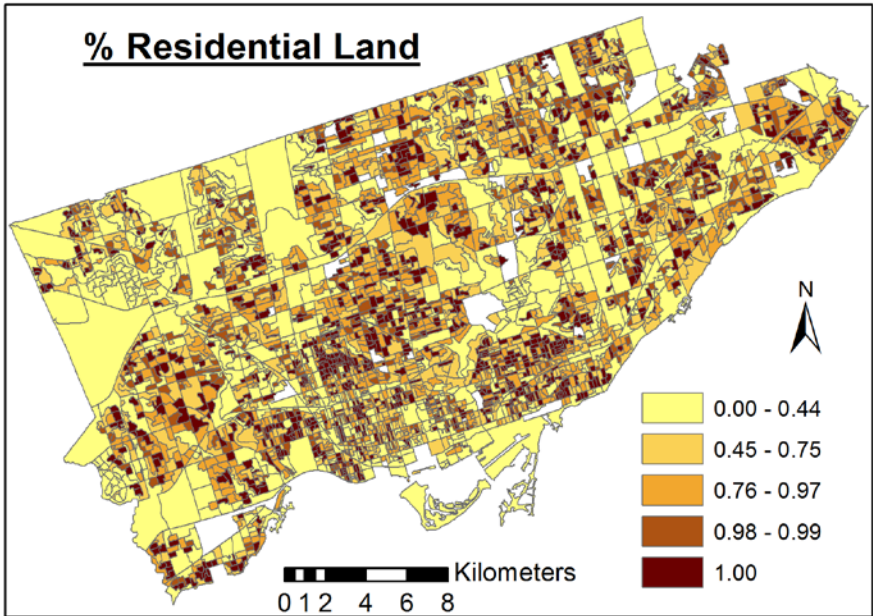 % Residential Land
N
0.00 - 0.44
0.45 - 0.75
0.76 - 0.97
0.98 - 0.99
1.00
Kilometers
0 1 2 4 6 8